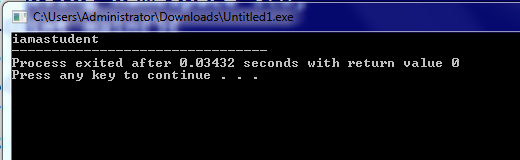 C:\Users\Administrator\Downloads\Untitled1.exe
iamastudent
--------------------------------
Process exited after 0.03432 seconds with return value 0
Press any key to continue . . .